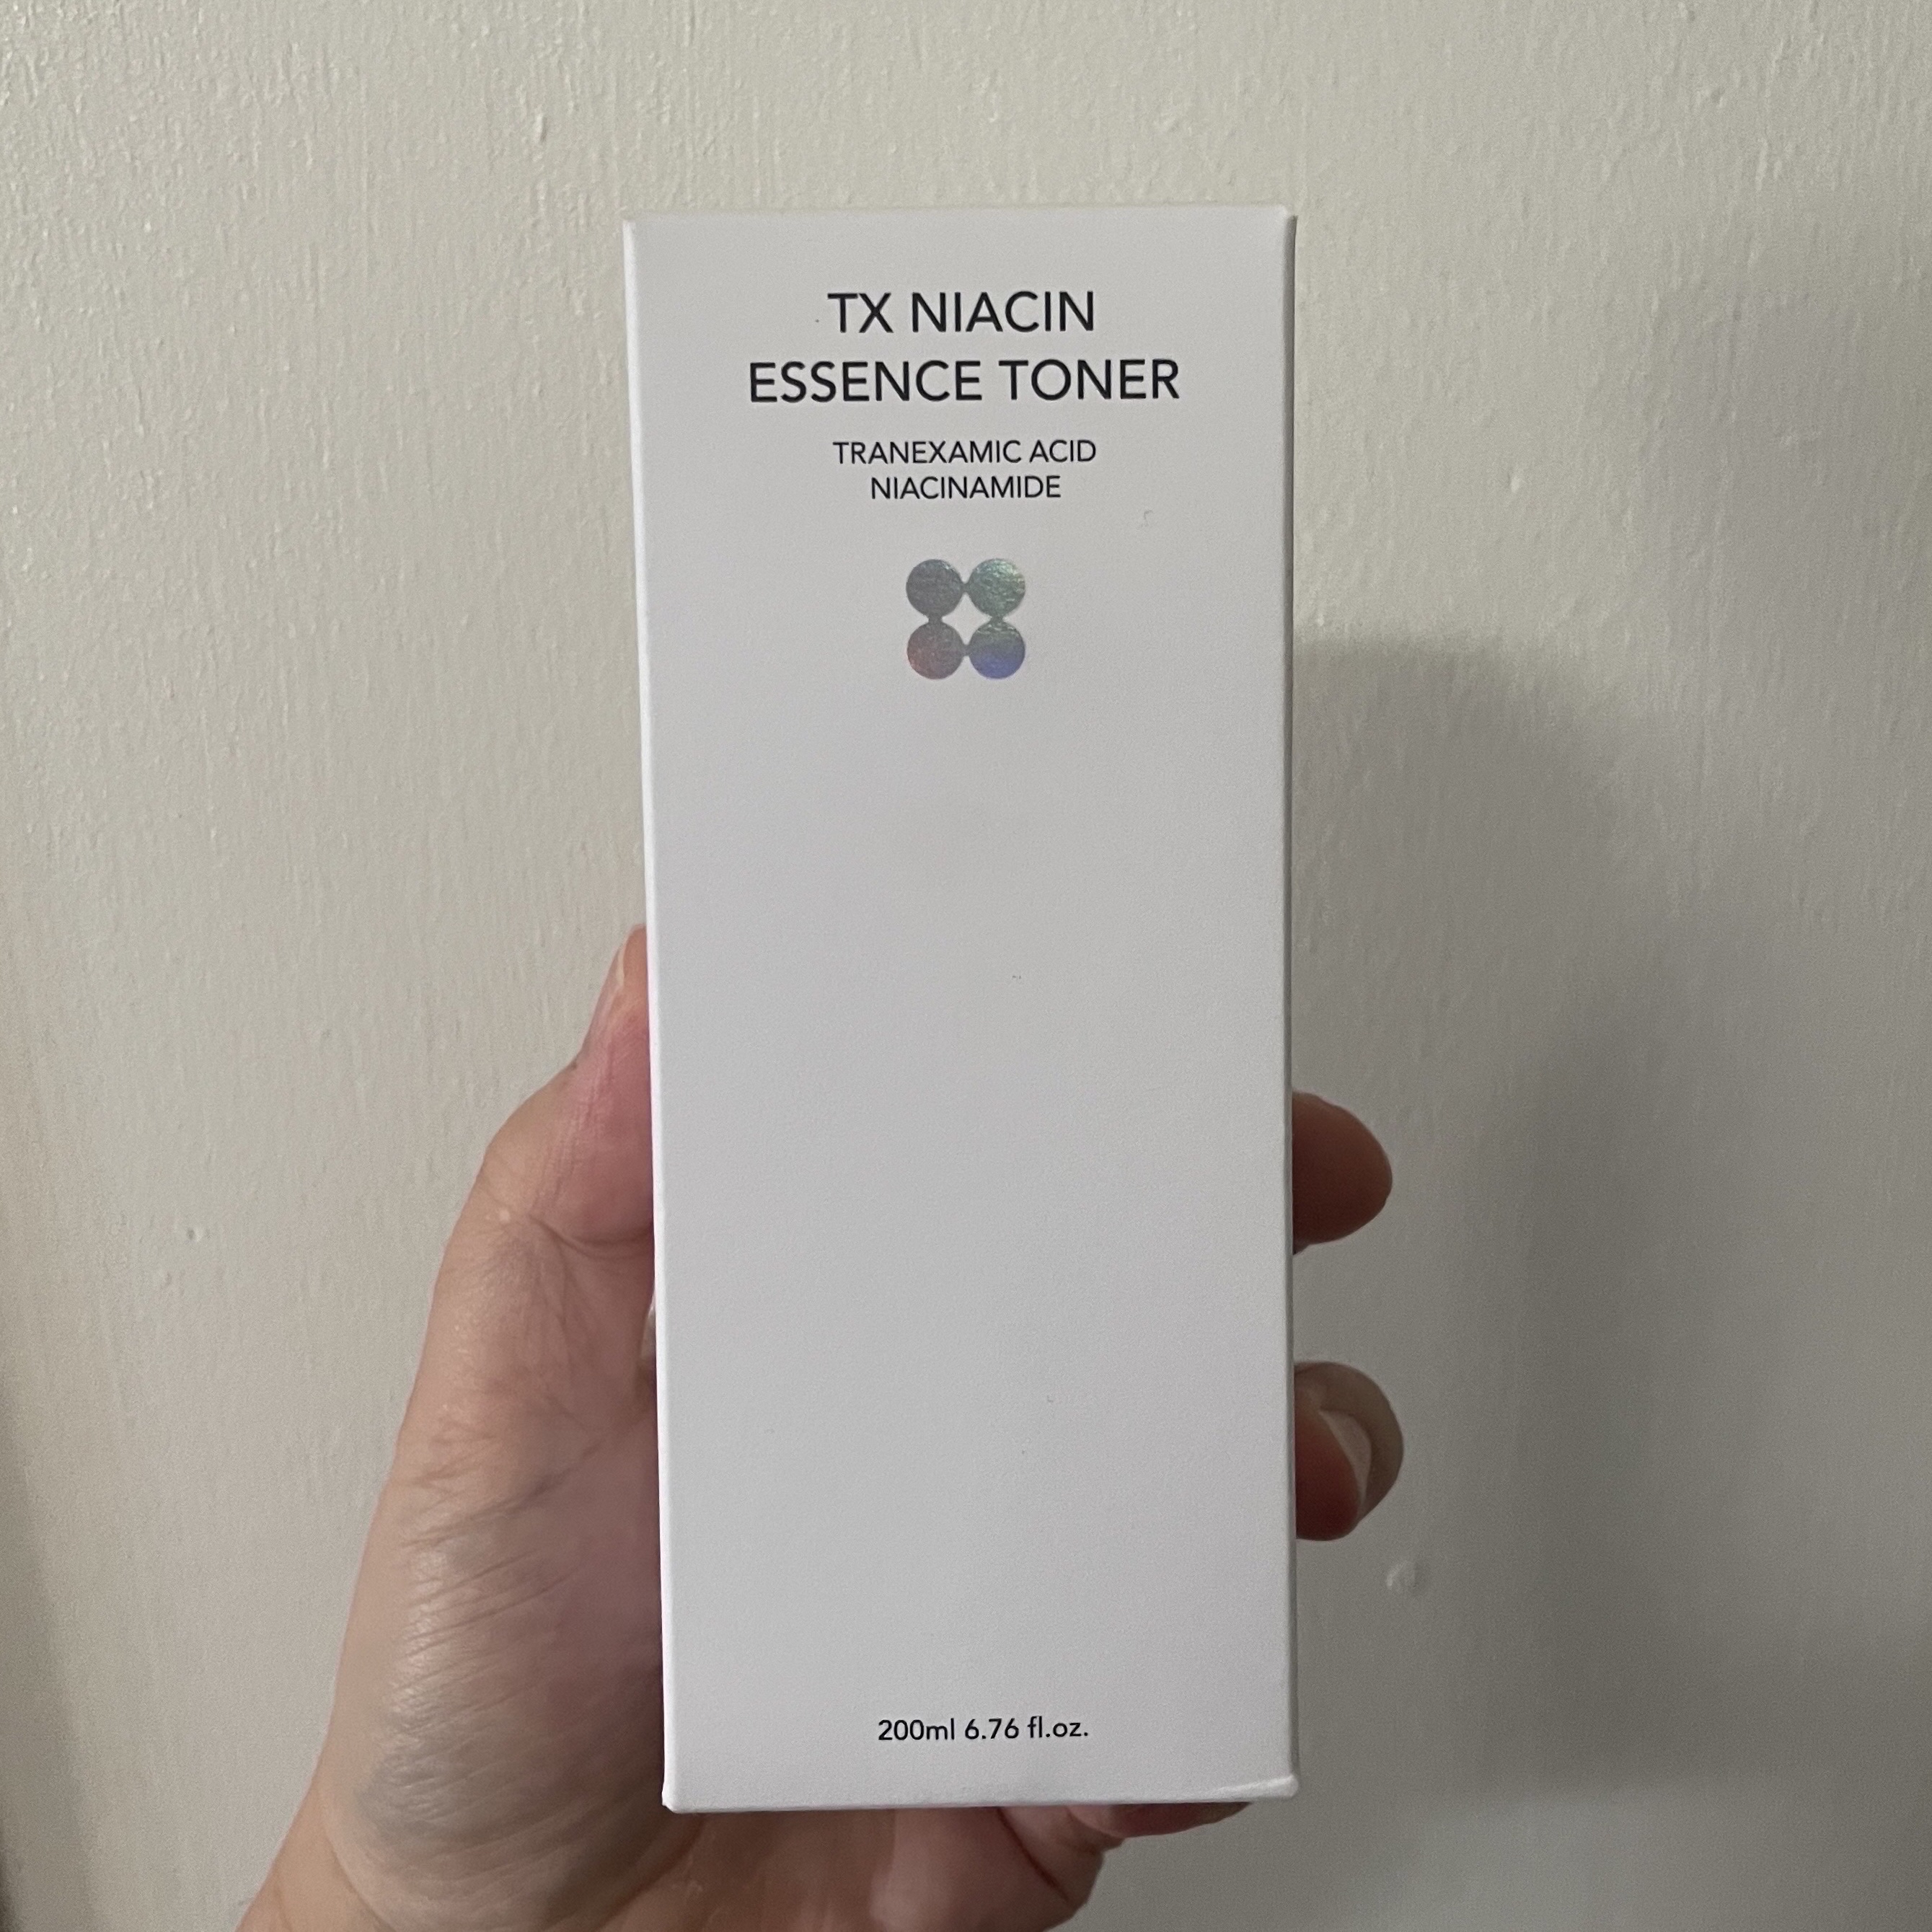 TX NIACIN
ESSENCE TONER
TRANEXAMIC ACID
NIACINAMIDE
200ml 6.76 fl.oz.